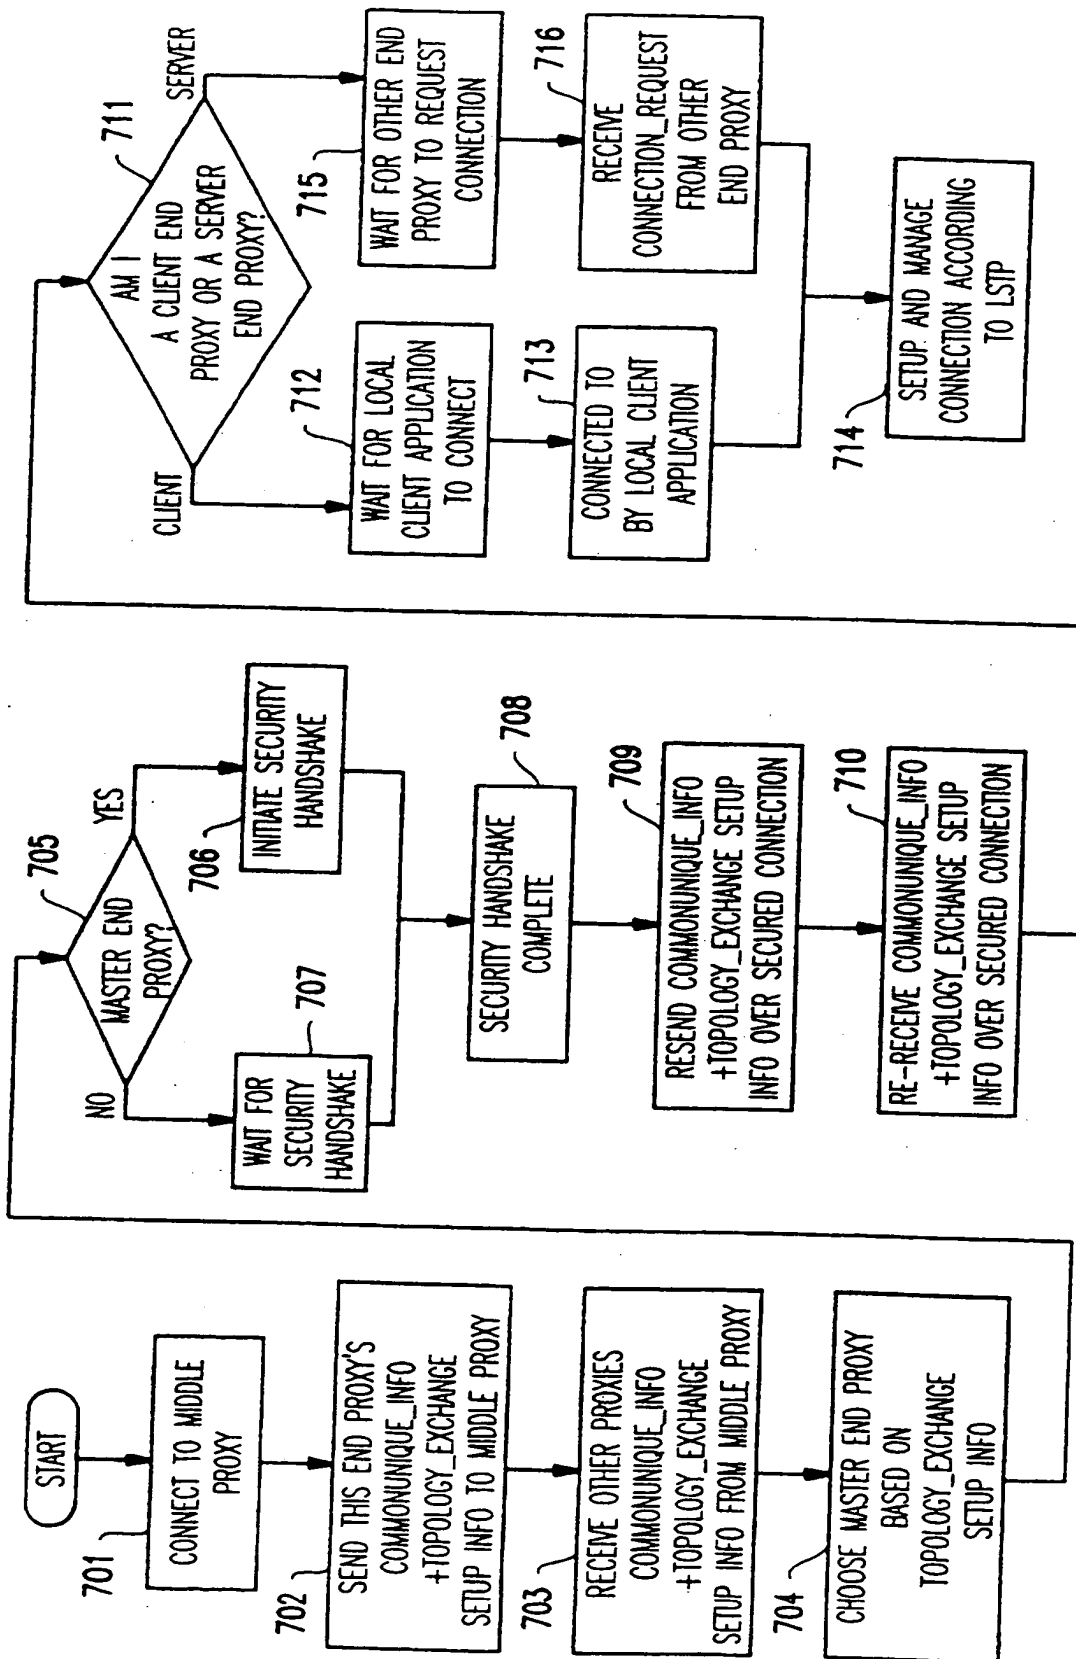 START
701
CONNECT TO MIDDLE
PROXY
702
SEND THIS END PROXY'S
COMMONUNIQUE_INFO
+TOPOLOGY_EXCHANGE
SETUP INFO TO MIDDLE PROXY
703
RECEIVE OTHER PROXIES
COMMONUNIQUE_INFO
+TOPOLOGY_EXCHANGE
SETUP INFO FROM MIDDLE PROXY
704
CHOOSE MASTER END PROXY
BASED ON
TOPOLOGY_EXCHANGE
SETUP INFO
705
MASTER END
PROXY?
YES
NO
706
INITIATE SECURITY
HANDSHAKE
707
WAIT FOR
SECURITY
HANDSHAKE
708
SECURITY HANDSHAKE
COMPLETE
709
RESEND COMMONUNIQUE_INFO
+TOPOLOGY_EXCHANGE SETUP
INFO OVER SECURED CONNECTION
710
RE-RECEIVE COMMONUNIQUE_INFO
+TOPOLOGY_EXCHANGE SETUP
INFO OVER SECURED CONNECTION
711
AM I
A CLIENT END
PROXY OR A SERVER
END PROXY?
CLIENT
SERVER
712
WAIT FOR LOCAL
CLIENT APPLICATION
TO CONNECT
713
CONNECTED TO
BY LOCAL CLIENT
APPLICATION
715
WAIT FOR OTHER END
PROXY TO REQUEST
CONNECTION
716
RECEIVE
CONNECTION_REQUEST
FROM OTHER
END PROXY
714
SETUP AND MANAGE
CONNECTION ACCORDING
TO LSTP